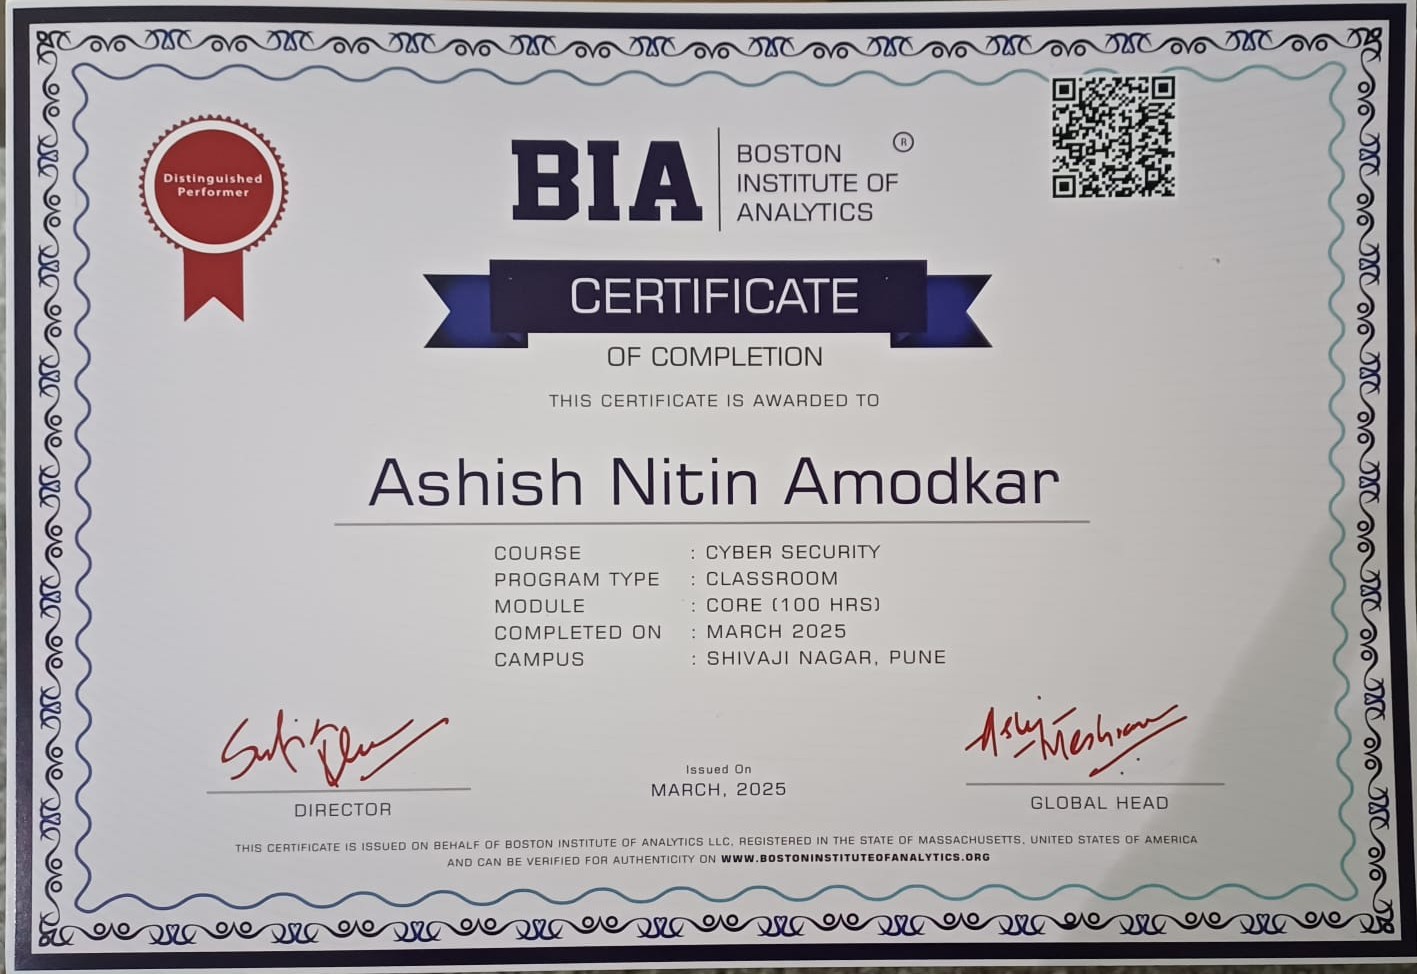 Distinguished
Performer
BIA
BOSTON
INSTITUTE OF
ANALYTICS
®
CERTIFICATE
OF COMPLETION
THIS CERTIFICATE IS AWARDED TO
Ashish Nitin Amodkar
COURSE : CYBER SECURITY
PROGRAM TYPE : CLASSROOM
MODULE : CORE (100 HRS)
COMPLETED ON : MARCH 2025
CAMPUS : SHIVAJI NAGAR, PUNE
DIRECTOR
Issued On
MARCH, 2025
GLOBAL HEAD
THIS CERTIFICATE IS ISSUED ON BEHALF OF BOSTON INSTITUTE OF ANALYTICS LLC, REGISTERED IN THE STATE OF MASSACHUSETTS, UNITED STATES OF AMERICA
AND CAN BE VERIFIED FOR AUTHENTICITY ON WWW.BOSTONINSTITUTEOFANALYTICS.ORG